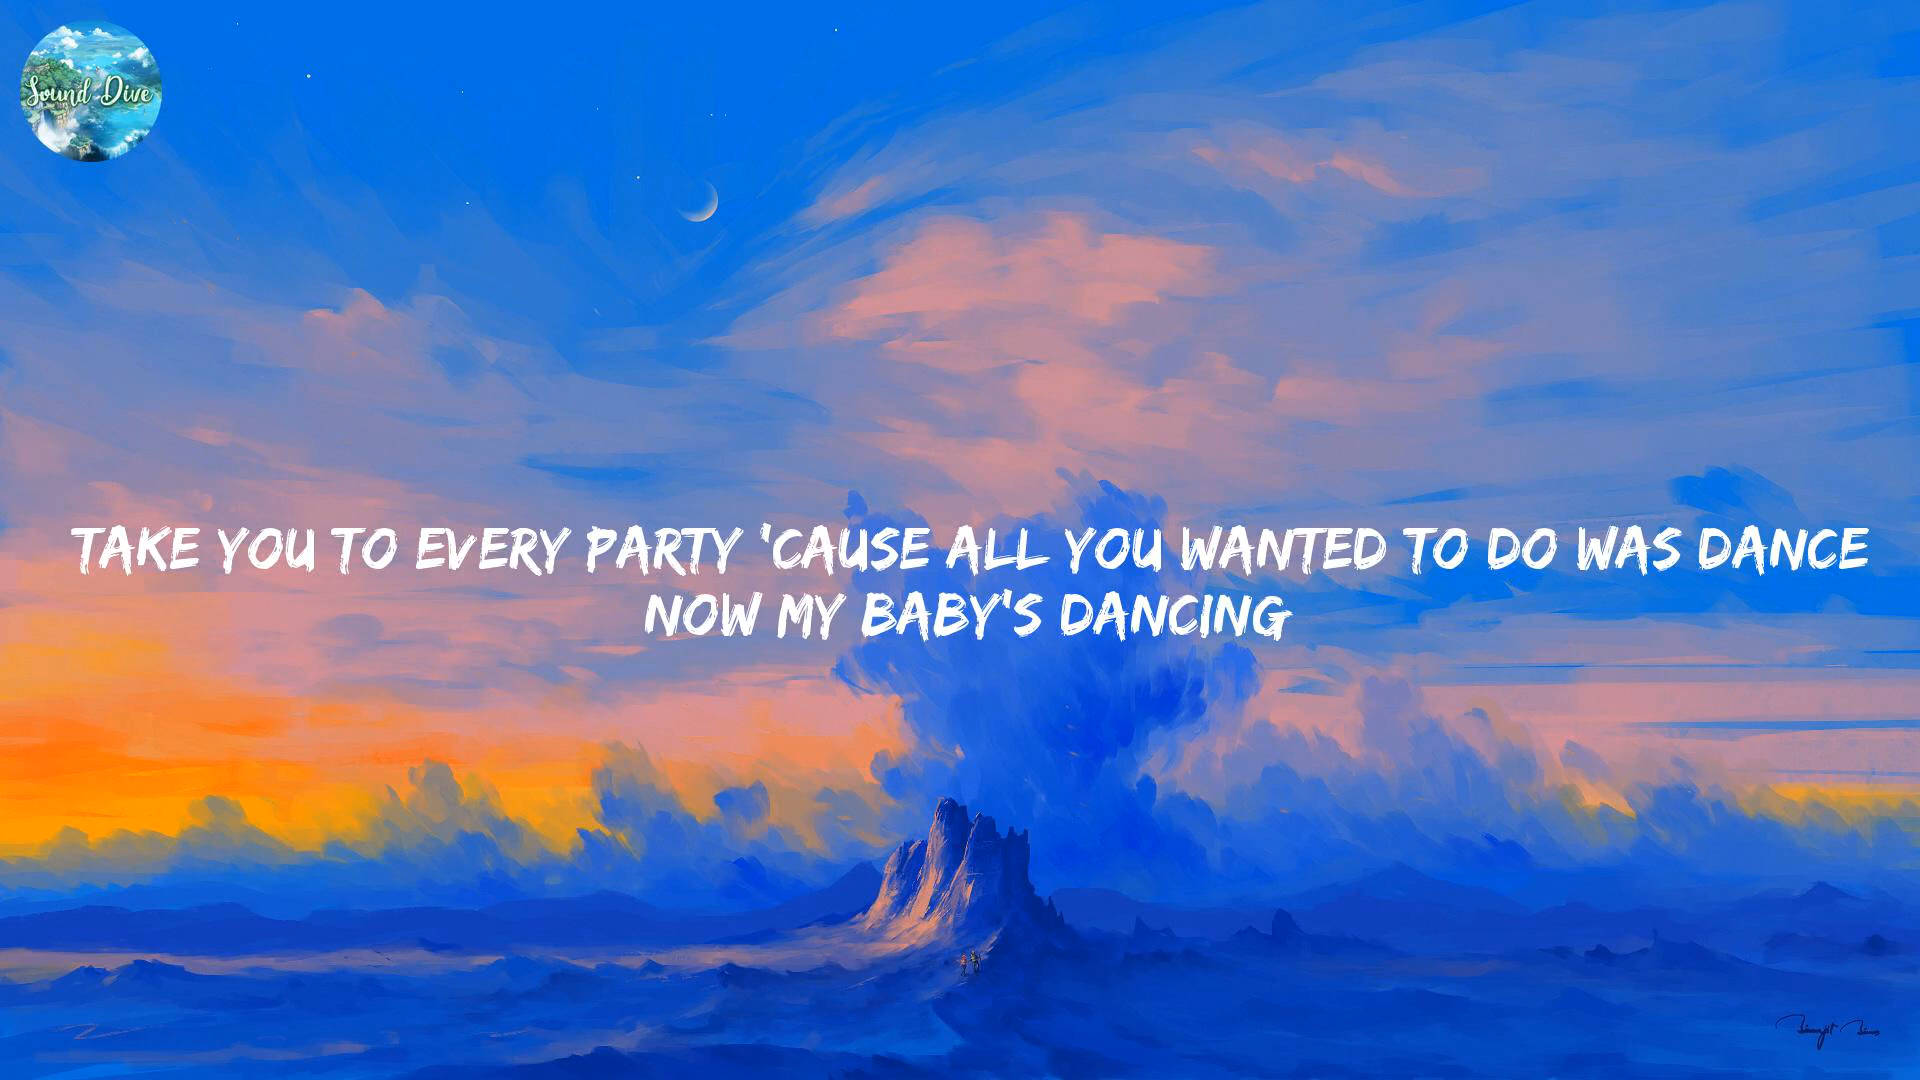 Sound Dive
TAKE YOU TO EVERY PARTY 'CAUSE ALL YOU WANTED TO DO WAS DANCE
NOW MY BABY'S DANCING